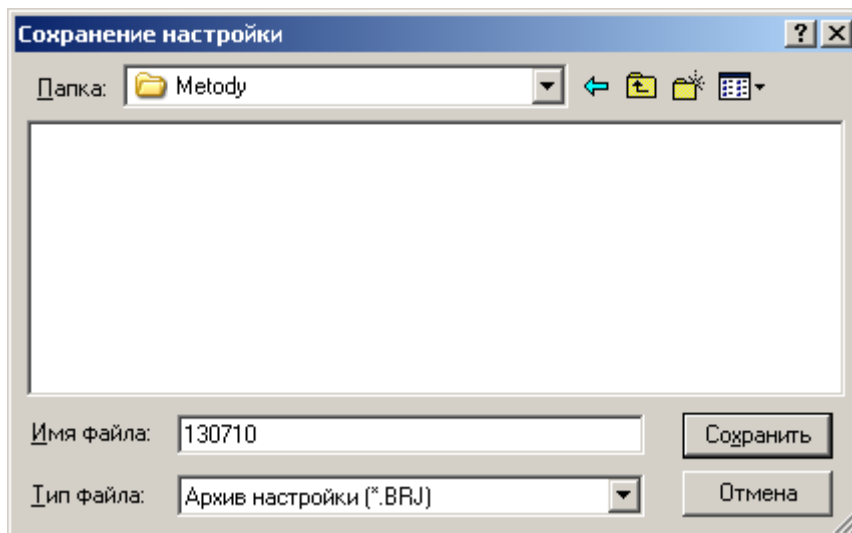 Сохранение настройки
Папка: Metody
Имя файла: 130710 Сохранить
Тип файла: Архив настройки (*.BRJ) Отмена